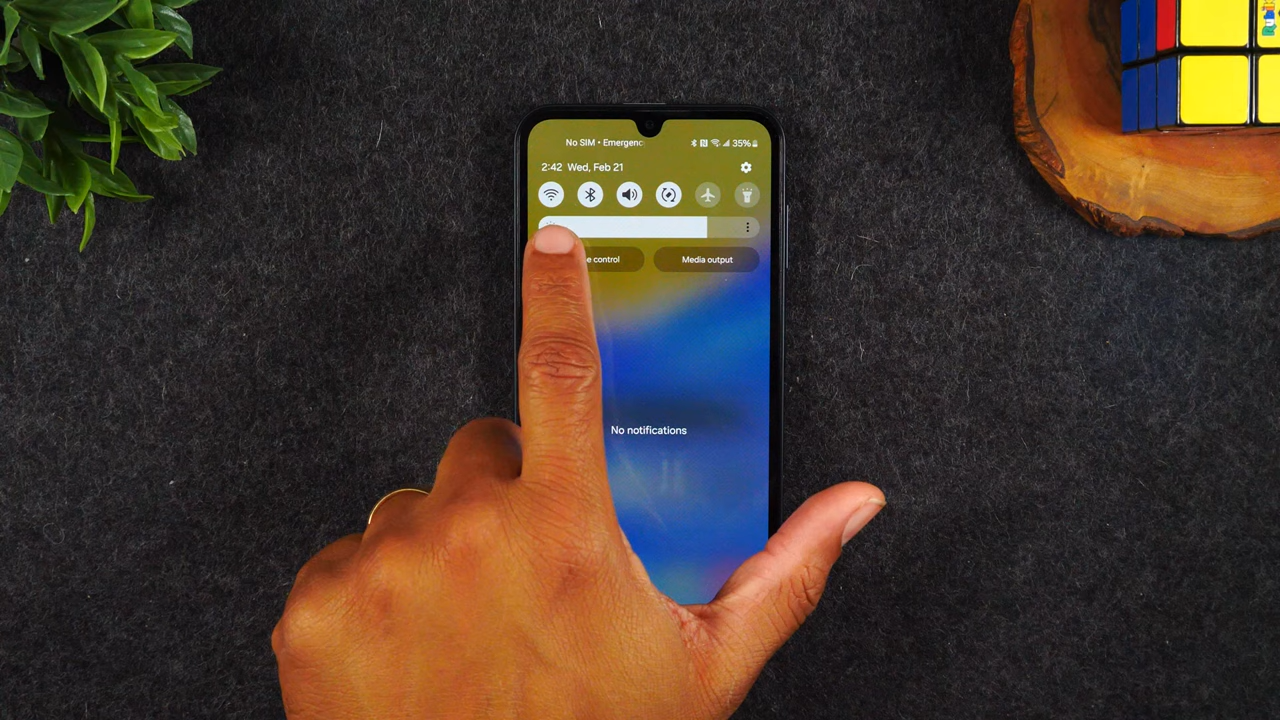 No SIM • Emergenc
35%
2:42 Wed, Feb 21
e control
Media output
No notifications